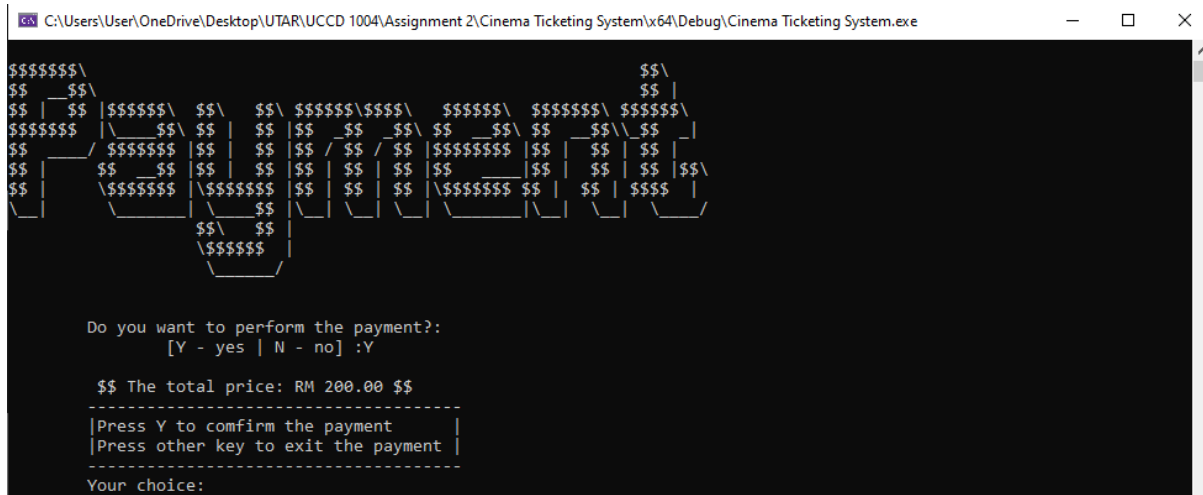 C:\Users\User\OneDrive\Desktop\UTAR\UCCD 1004\Assignment 2\Cinema Ticketing System\x64\Debug\Cinema Ticketing System.exe
Payment
Do you want to perform the payment?:
[Y - yes | N - no] :Y
$$ The total price: RM 200.00 $$
--------------------------------------
|Press Y to comfirm the payment      |
|Press other key to exit the payment |
--------------------------------------
Your choice: